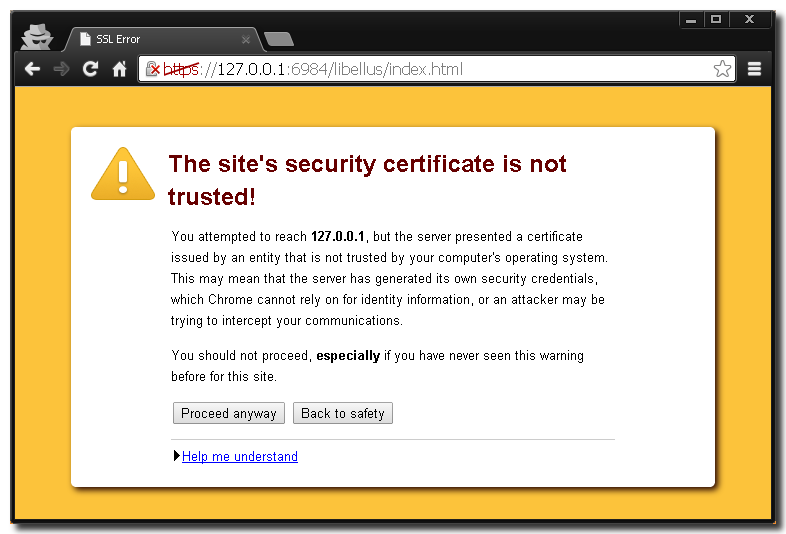 SSL Error
https://127.0.0.1:6984/libellus/index.html
The site's security certificate is not
trusted!
You attempted to reach 127.0.0.1, but the server presented a certificate
issued by an entity that is not trusted by your computer's operating system.
This may mean that the server has generated its own security credentials,
which Chrome cannot rely on for identity information, or an attacker may be
trying to intercept your communications.
You should not proceed, especially if you have never seen this warning
before for this site.
Proceed anyway Back to safety
Help me understand